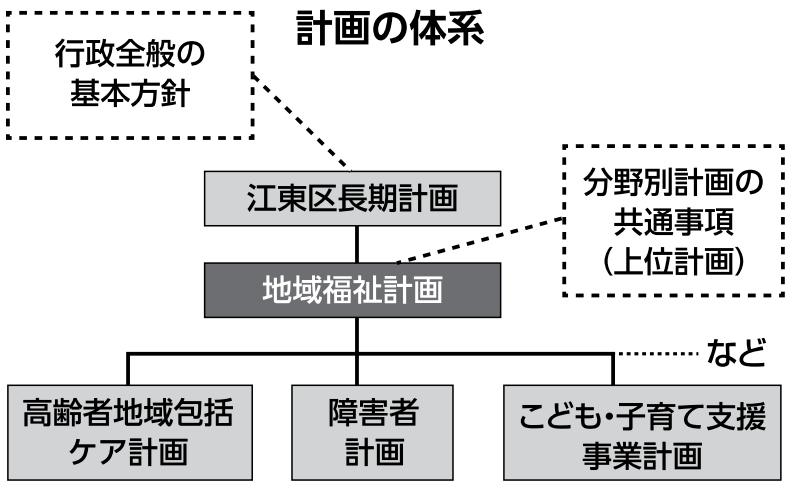 計画の体系
行政全般の
基本方針
江東区長期計画
分野別計画の
共通事項
（上位計画）
地域福祉計画
など
高齢者地域包括
ケア計画
障害者
計画
こども・子育て支援
事業計画